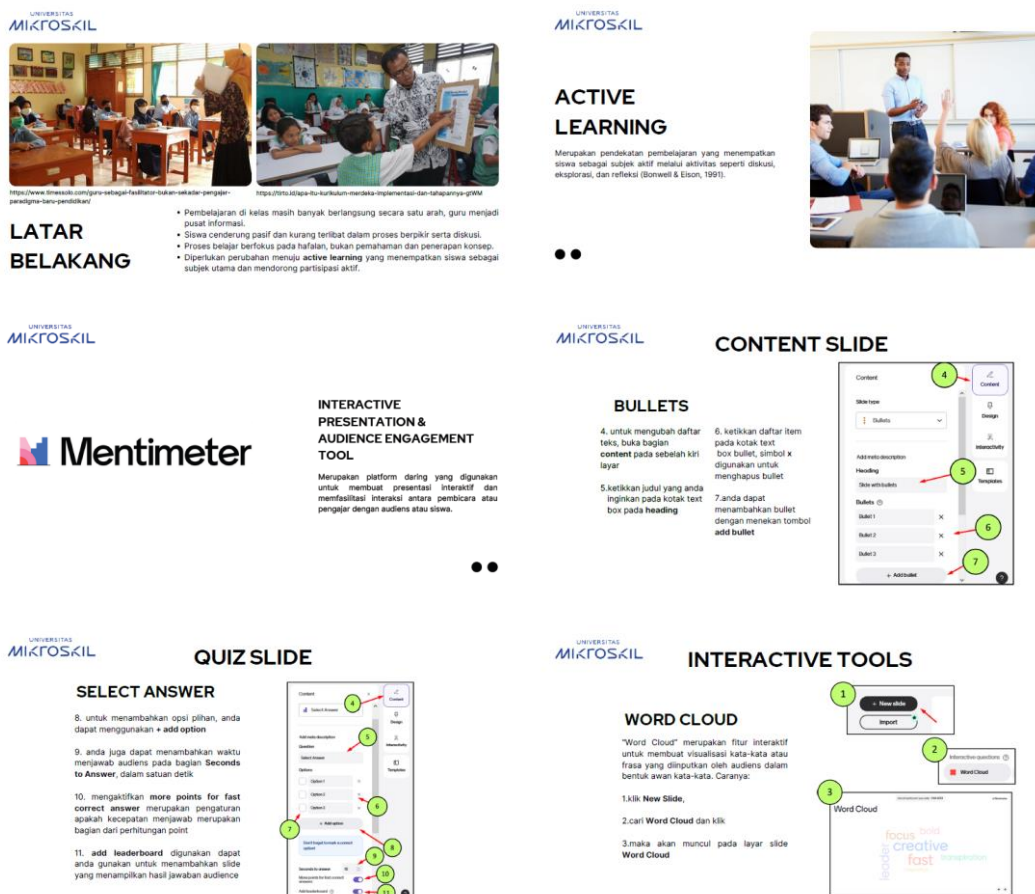 UNIVERSITAS
MIKROSKIL
https://www.timessolo.com/guru-sebagai-fasilitator-bukan-sekadar-pengajar-
paradigma-baru-pendidikan/
https://tirto.id/apa-itu-kurikulum-merdeka-implementasi-dan-tahapannya-gtWM
LATAR
BELAKANG
• Pembelajaran di kelas masih banyak berlangsung secara satu arah, guru menjadi
pusat informasi.
• Siswa cenderung pasif dan kurang terlibat dalam proses berpikir serta diskusi.
• Proses belajar berfokus pada hafalan, bukan pemahaman dan penerapan konsep.
• Diperlukan perubahan menuju active learning yang menempatkan siswa sebagai
subjek utama dan mendorong partisipasi aktif.
UNIVERSITAS
MIKROSKIL
ACTIVE
LEARNING
Merupakan pendekatan pembelajaran yang menempatkan
siswa sebagai subjek aktif melalui aktivitas seperti diskusi,
eksplorasi, dan refleksi (Bonwell & Eison, 1991).
UNIVERSITAS
MIKROSKIL
Mentimeter
INTERACTIVE
PRESENTATION &
AUDIENCE ENGAGEMENT
TOOL
Merupakan platform daring yang digunakan
untuk membuat presentasi interaktif dan
memfasilitasi interaksi antara pembicara atau
pengajar dengan audiens atau siswa.
UNIVERSITAS
MIKROSKIL
CONTENT SLIDE
BULLETS
4. untuk mengubah daftar
teks, buka bagian
content pada sebelah kiri
layar
5.ketikkan judul yang anda
inginkan pada kotak text
box pada heading
6. ketikkan daftar item
pada kotak text
box bullet, simbol x
digunakan untuk
menghapus bullet
7.anda dapat
menambahkan bullet
dengan menekan tombol
add bullet
Content
4
Content
Slide type
Bullets
Design
Interactivity
Templates
Add meta description
Heading
Slide with bullets
5
Bullets
Bullet 1
Bullet 2
Bullet 3
6
+ Add bullet
7
?
UNIVERSITAS
MIKROSKIL
QUIZ SLIDE
SELECT ANSWER
8. untuk menambahkan opsi plihan, anda
dapat menggunakan + add option
9. anda juga dapat menambahkan waktu
menjawab audiens pada bagian Seconds
to Answer, dalam satuan detik
10. mengaktifkan more points for fast
correct answer merupakan pengaturan
apakah kecepatan menjawab merupakan
bagian dari perhitungan point
11. add leaderboard digunakan dapat
anda gunakan untuk menambahkan slide
yang menampilkan hasil jawaban audience
Content
4
Content
Select Answer
Design
Interactivity
Templates
Add meta description
Question
5
Select Answer
Options
Option 1
Option 2
Option 3
6
7
+ Add option
8
Seconds to answer
9
More points for fast correct
answers
10
Add leaderboard
11
UNIVERSITAS
MIKROSKIL
INTERACTIVE TOOLS
WORD CLOUD
"Word Cloud" merupakan fitur interaktif
untuk membuat visualisasi kata-kata atau
frasa yang diinputkan oleh audiens dalam
bentuk awan kata-kata. Caranya:
1.klik New Slide,
2.cari Word Cloud dan klik
3.maka akan muncul pada layar slide
Word Cloud
1
+ New slide
Import
2
Interactive questions
Word Cloud
3
Word Cloud
focus bold
leader creative
fast